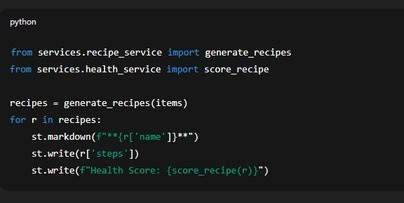 python
from services.recipe_service import generate_recipes
from services.health_service import score_recipe
recipes = generate_recipes(items)
for r in recipes:
    st.markdown(f"**{r['name']}**")
    st.write(r['steps'])
    st.write(f"Health Score: {score_recipe(r)}")